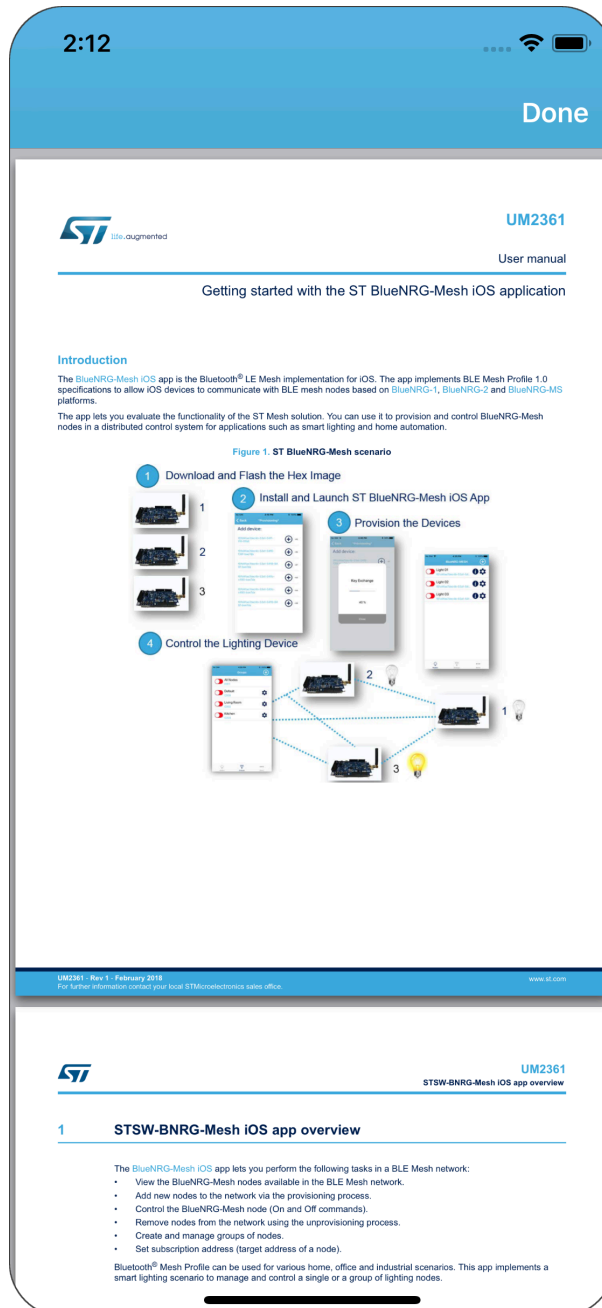 2:12
Done
ST life.augmented
UM2361
User manual
Getting started with the ST BlueNRG-Mesh iOS application
Introduction
The BlueNRG-Mesh iOS app is the Bluetooth® LE Mesh implementation for iOS. The app implements BLE Mesh Profile 1.0
specifications to allow iOS devices to communicate with BLE mesh nodes based on BlueNRG-1, BlueNRG-2 and BlueNRG-MS
platforms.
The app lets you evaluate the functionality of the ST Mesh solution. You can use it to provision and control BlueNRG-Mesh
nodes in a distributed control system for applications such as smart lighting and home automation.
Figure 1. ST BlueNRG-Mesh scenario
1 Download and Flash the Hex Image
2 Install and Launch ST BlueNRG-Mesh iOS App
3 Provision the Devices
1
2
3
Add device
Add device
Key Exchange
4 Control the Lighting Device
2
1
3
UM2361 - Rev 1 - February 2018
For further information contact your local STMicroelectronics sales office.
www.st.com
ST
UM2361
STSW-BNRG-Mesh iOS app overview
1 STSW-BNRG-Mesh iOS app overview
The BlueNRG-Mesh iOS app lets you perform the following tasks in a BLE Mesh network:
• View the BlueNRG-Mesh nodes available in the BLE Mesh network.
• Add new nodes to the network via the provisioning process.
• Control the BlueNRG-Mesh node (On and Off commands).
• Remove nodes from the network using the unprovisioning process.
• Create and manage groups of nodes.
• Set subscription address (target address of a node).
Bluetooth® Mesh Profile can be used for various home, office and industrial scenarios. This app implements a
smart lighting scenario to manage and control a single or a group of lighting nodes.